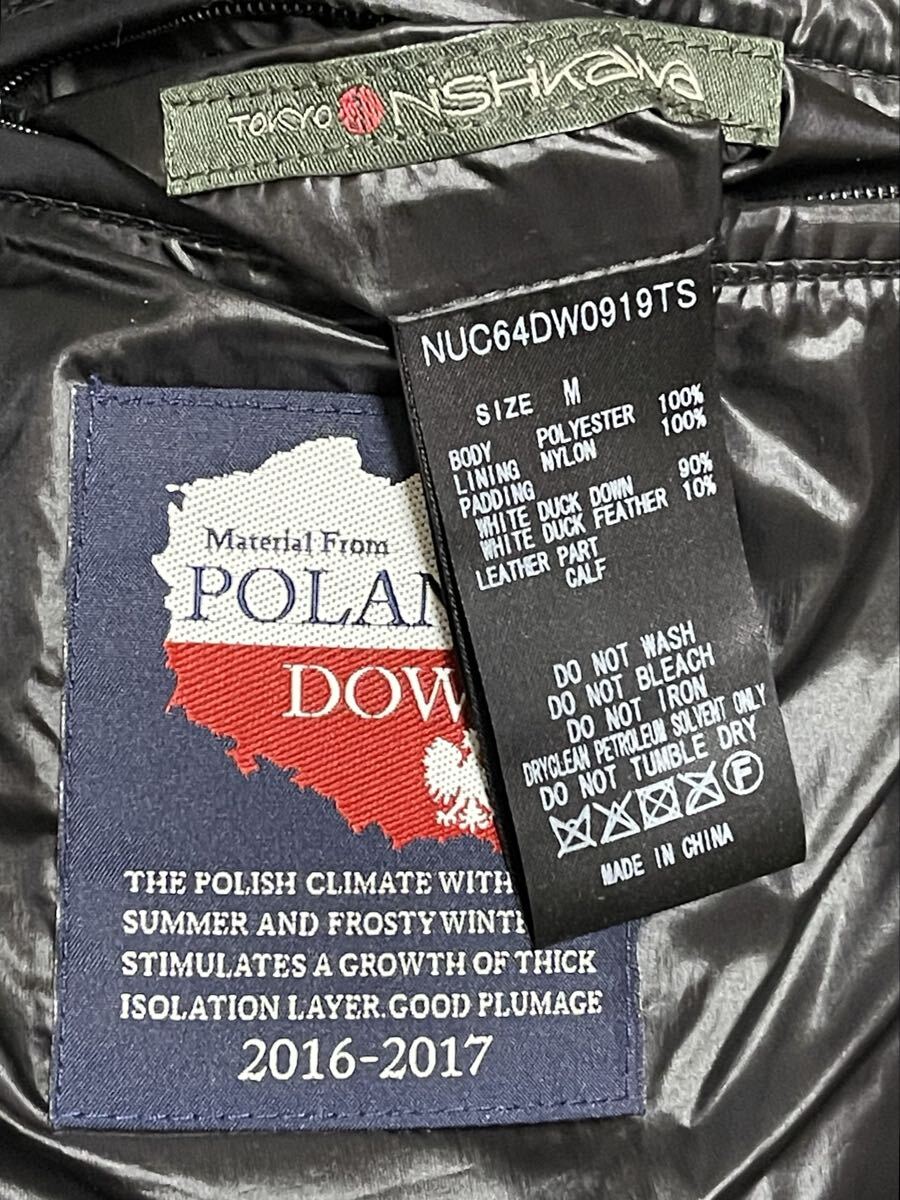 TOKYO NiSHiKaWa
NUC64DW0919TS
SIZE M
BODY POLYESTER 100%
LINING NYLON 100%
PADDING
WHITE DUCK DOWN 90%
WHITE DUCK FEATHER 10%
LEATHER PART
CALF
DO NOT WASH
DO NOT BLEACH
DO NOT IRON
DRYCLEAN PETROLEUM SOLVENT ONLY
DO NOT TUMBLE DRY
F
MADE IN CHINA
Material From
POLAN
DOW
THE POLISH CLIMATE WITH
SUMMER AND FROSTY WINTE
STIMULATES A GROWTH OF THICK
ISOLATION LAYER.GOOD PLUMAGE
2016-2017